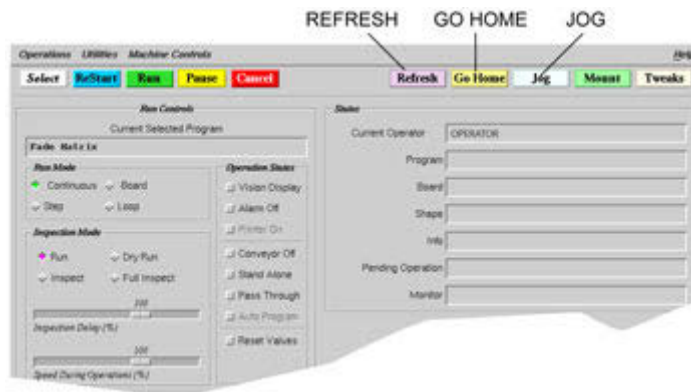 REFRESH GO HOME JOG
Operations Utilities Machine Controls Help
Select ReStart Run Pause Cancel Refresh Go Home Jog Mount Tweaks
Run Controls
Current Selected Program
Fade Matrix
Run Mode
Continuous Board
Step Loop
Inspection Mode
Run Dry Run
Inspect Full Inspect
100
Inspection Delay (%)
100
Speed During Operations (%)
Operation States
Vision Display
Alarm Off
Printer On
Conveyor Off
Stand Alone
Pass Through
Auto Program
Reset Valves
Status
Current Operator OPERATOR
Program
Board
Shape
Info
Pending Operation
Monitor